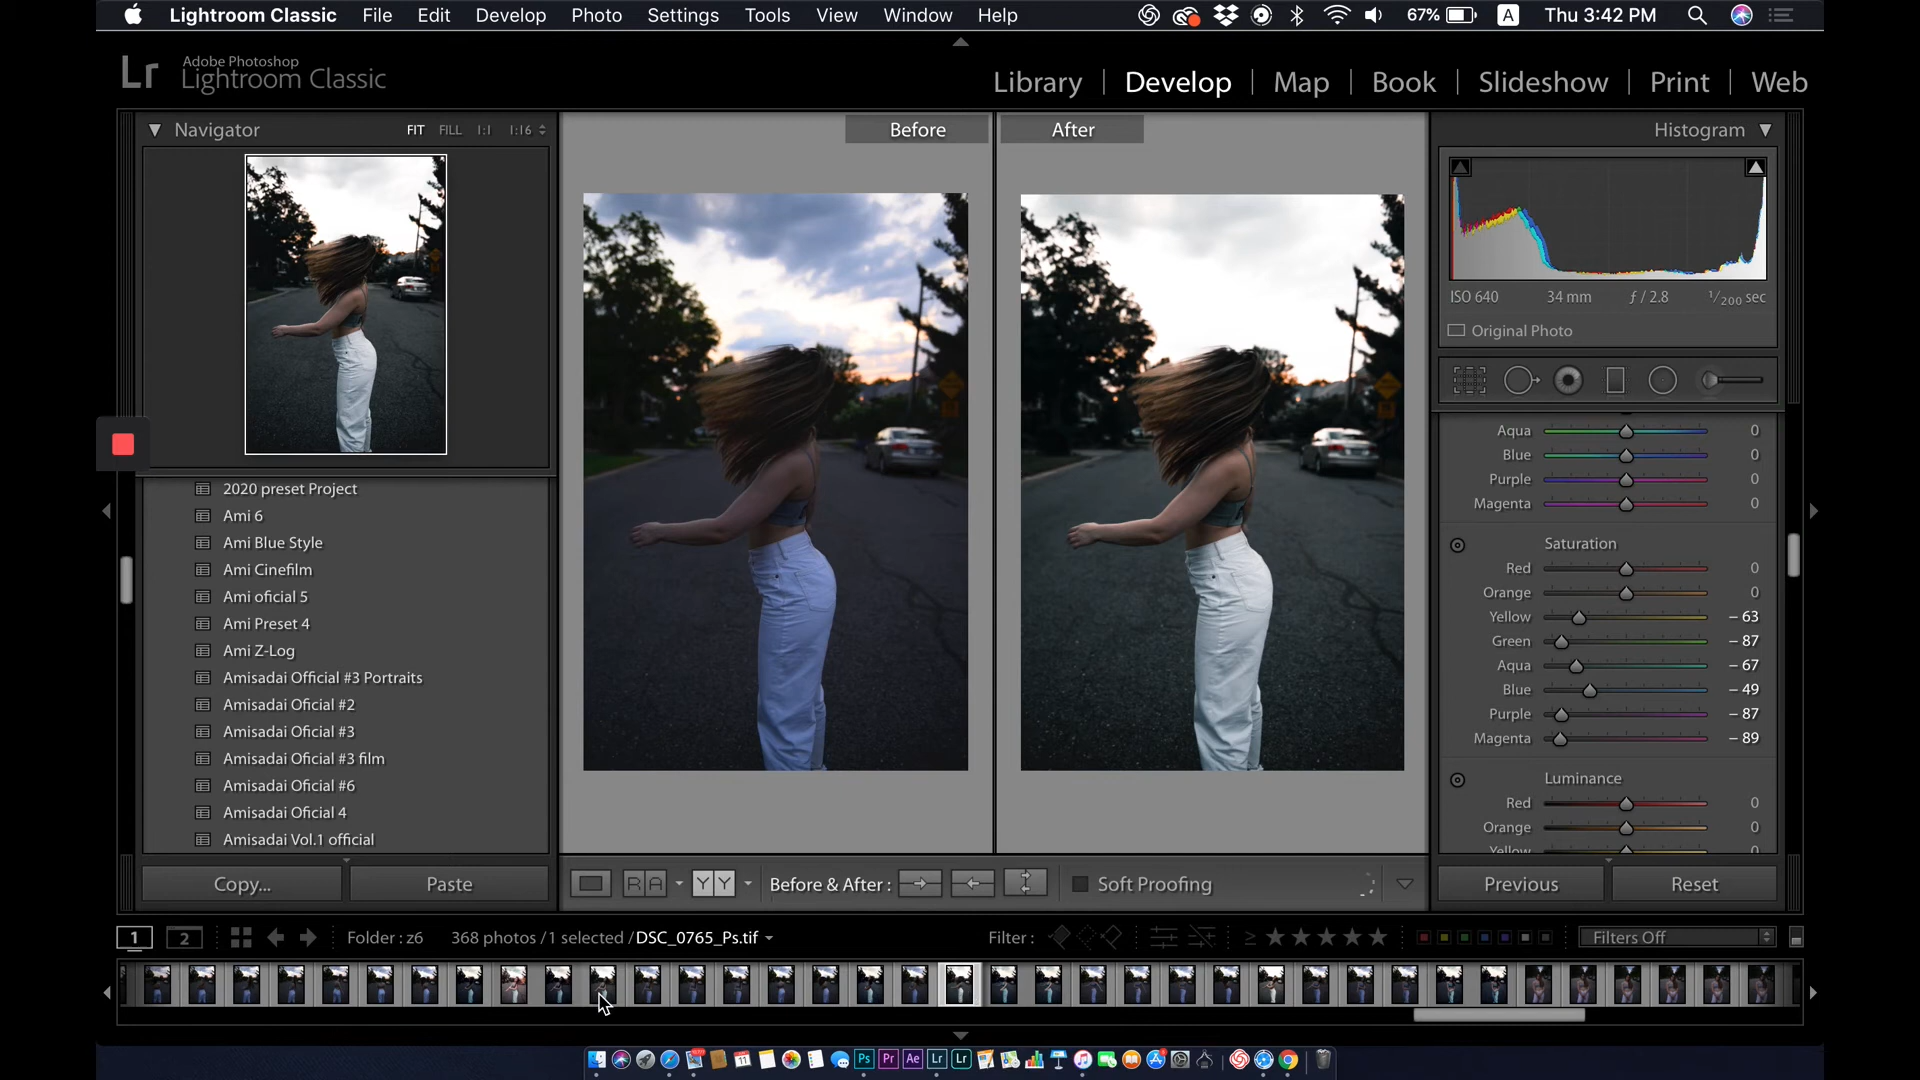 Lightroom Classic File Edit Develop Photo Settings Tools View Window Help 67% A Thu 3:42 PM
Lr Adobe Photoshop
Lightroom Classic
Library | Develop | Map | Book | Slideshow | Print | Web
Navigator FIT FILL 1:1 1:16
Before After
Histogram
ISO 640 34 mm ƒ / 2.8 1/200 sec
Original Photo
2020 preset Project
Ami 6
Ami Blue Style
Ami Cinefilm
Ami oficial 5
Ami Preset 4
Ami Z-Log
Amisadai Official #3 Portraits
Amisadai Oficial #2
Amisadai Oficial #3
Amisadai Oficial #3 film
Amisadai Oficial #6
Amisadai Oficial 4
Amisadai Vol.1 official
Aqua 0
Blue 0
Purple 0
Magenta 0
Saturation
Red 0
Orange 0
Yellow – 63
Green – 87
Aqua – 67
Blue – 49
Purple – 87
Magenta – 89
Luminance
Red 0
Orange 0
Yellow 0
Copy... Paste
R A Y Y Before & After : Soft Proofing
Previous Reset
1 2 Folder : z6 368 photos / 1 selected / DSC_0765_Ps.tif Filter : ≥ Filters Off
Ps Pr Ae Lr Lr